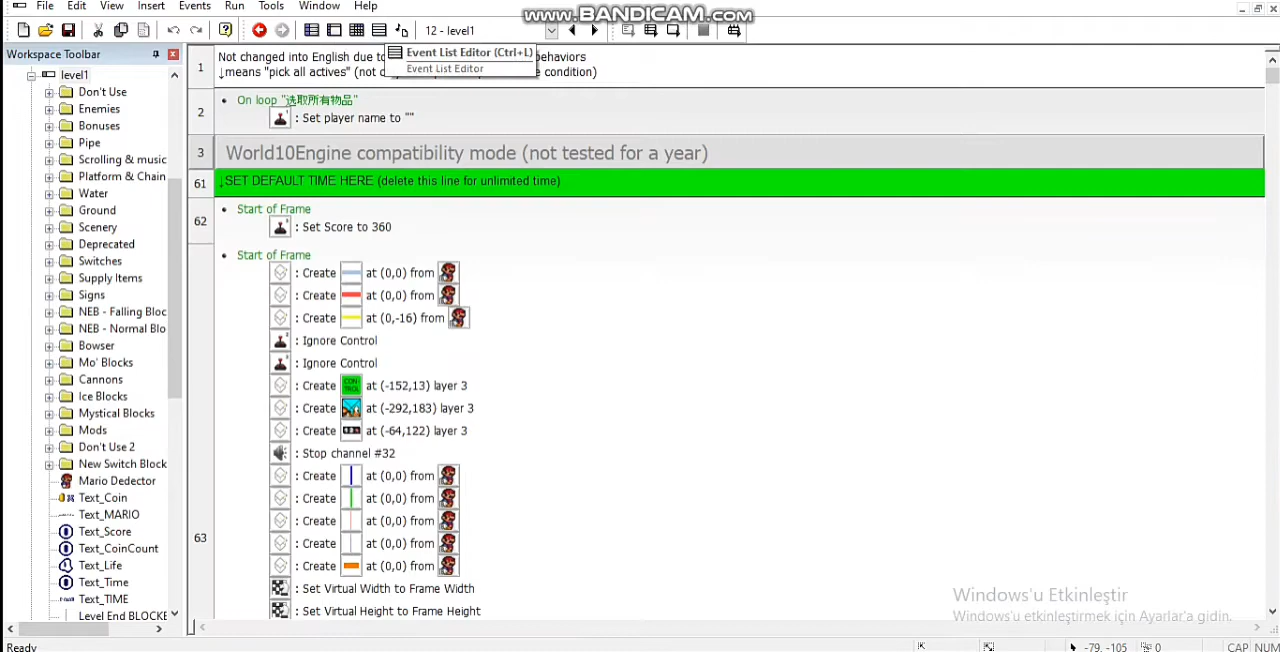 File Edit View Insert Events Run Tools Window Help
www.BANDICAM.com
12 - level1
Workspace Toolbar
Event List Editor (Ctrl+L)
Event List Editor
level1
Don't Use
Enemies
Bonuses
Pipe
Scrolling & music
Platform & Chain
Water
Ground
Scenery
Deprecated
Switches
Supply Items
Signs
NEB - Falling Bloc
NEB - Normal Blo
Bowser
Mo' Blocks
Cannons
Ice Blocks
Mystical Blocks
Mods
Don't Use 2
New Switch Block
Mario Dedector
Text_Coin
Text_MARIO
Text_Score
Text_CoinCount
Text_Life
Text_Time
Text_TIME
Level End BLOCKE
1
Not changed into English due to
behaviors
↓means "pick all actives" (not
condition)
2
• On loop "选取所有物品"
: Set player name to ""
3 World10Engine compatibility mode (not tested for a year)
61 ↓SET DEFAULT TIME HERE (delete this line for unlimited time)
62
• Start of Frame
: Set Score to 360
63
• Start of Frame
: Create at (0,0) from
: Create at (0,0) from
: Create at (0,-16) from
: Ignore Control
: Ignore Control
: Create CON TROL at (-152,13) layer 3
: Create at (-292,183) layer 3
: Create at (-64,122) layer 3
: Stop channel #32
: Create at (0,0) from
: Create at (0,0) from
: Create at (0,0) from
: Create at (0,0) from
: Create at (0,0) from
: Set Virtual Width to Frame Width
: Set Virtual Height to Frame Height
Windows'u Etkinleştir
Windows'u etkinleştirmek için Ayarlar'a gidin.
Ready
-79, -105
0
CAP NUM